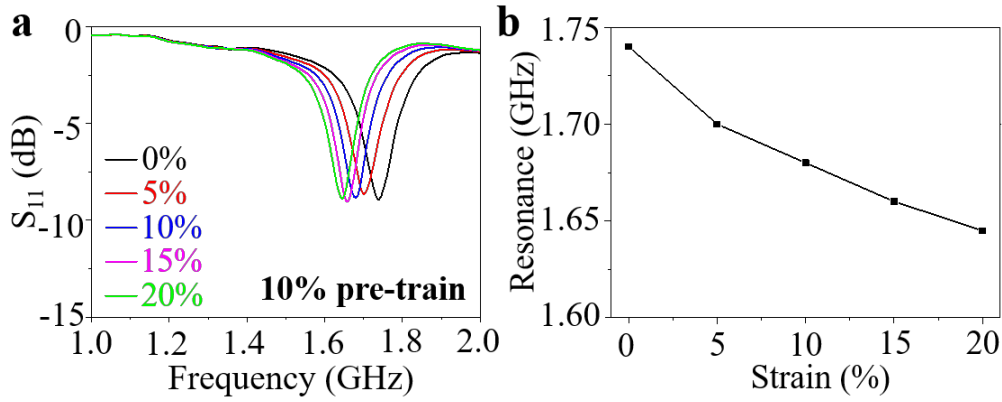 a
0
-5
-10
-15
S11 (dB)
0%
5%
10%
15%
20%
10% pre-train
1.0 1.2 1.4 1.6 1.8 2.0
Frequency (GHz)
b
1.75
1.70
1.65
1.60
Resonance (GHz)
0 5 10 15 20
Strain (%)